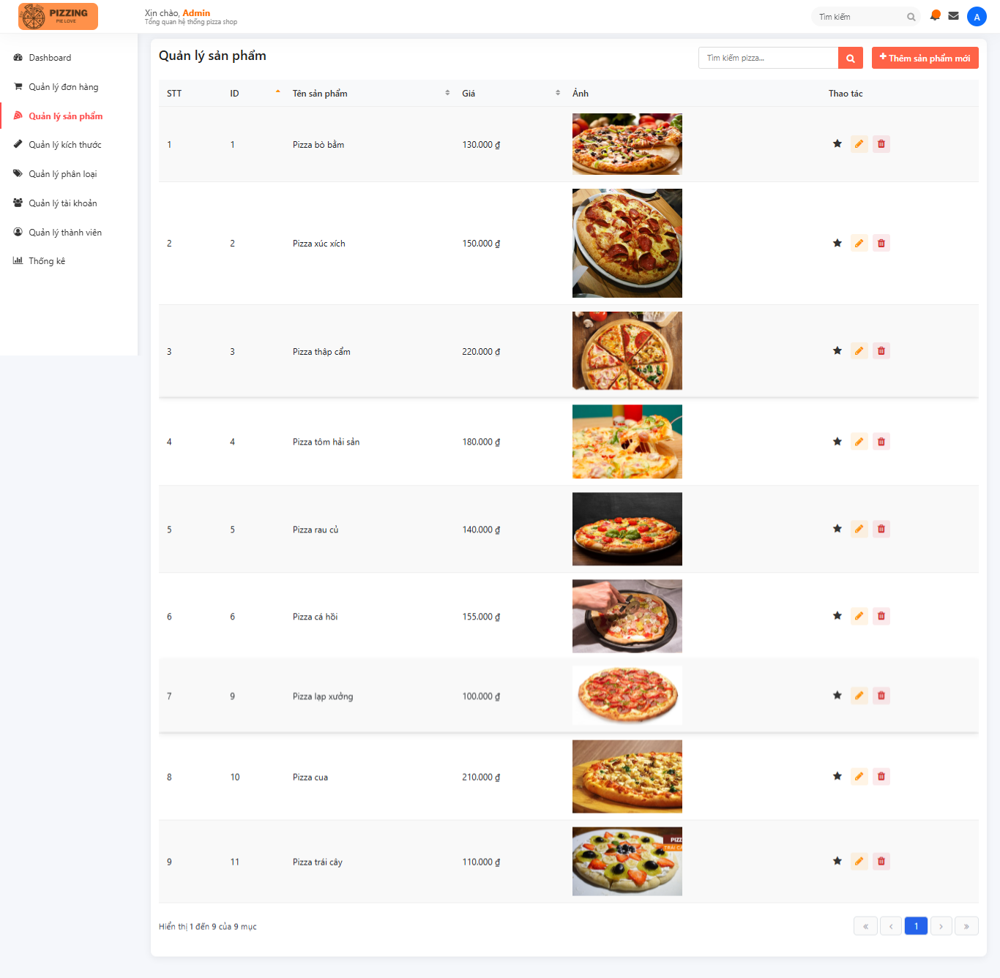 PIZZING
PIE LOVE
Xin chào, Admin
Tổng quan hệ thống pizza shop
Tìm kiếm
A
Dashboard
Quản lý đơn hàng
Quản lý sản phẩm
Quản lý kích thước
Quản lý phân loại
Quản lý tài khoản
Quản lý thành viên
Thống kê
Quản lý sản phẩm
Tìm kiếm pizza...
Thêm sản phẩm mới
STT ID Tên sản phẩm Giá Ảnh Thao tác
1 1 Pizza bò bằm 130.000 ₫
2 2 Pizza xúc xích 150.000 ₫
3 3 Pizza thập cẩm 220.000 ₫
4 4 Pizza tôm hải sản 180.000 ₫
5 5 Pizza rau củ 140.000 ₫
6 6 Pizza cá hồi 155.000 ₫
7 9 Pizza lạp xưởng 100.000 ₫
8 10 Pizza cua 210.000 ₫
9 11 Pizza trái cây 110.000 ₫
PIZZ
TRÁI CÂ
Hiển thị 1 đến 9 của 9 mục
« ‹ 1 › »